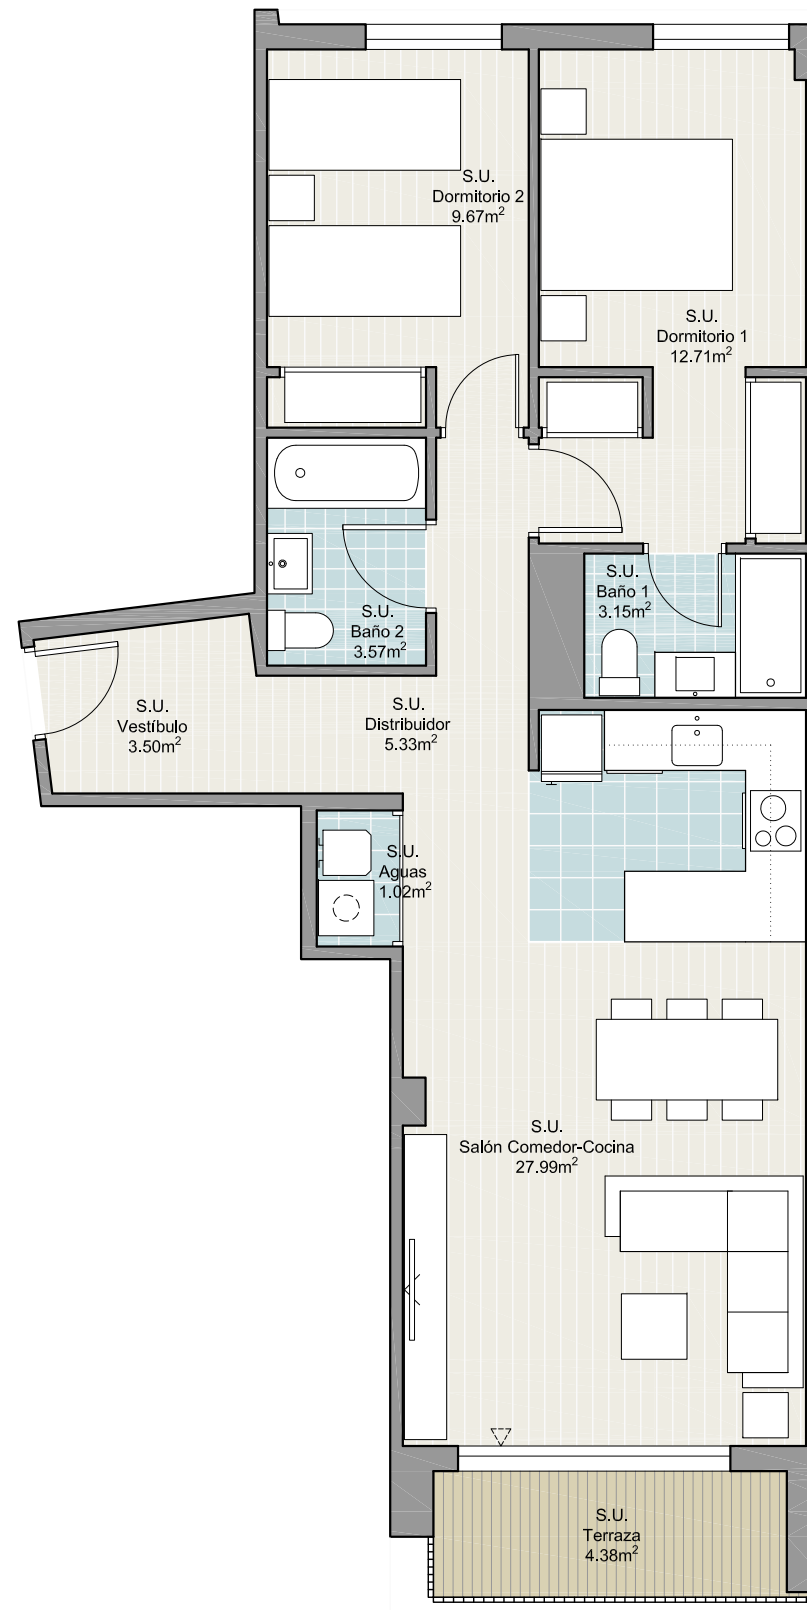 S.U.
Dormitorio 2
9.67m²
S.U.
Dormitorio 1
12.71m²
S.U.
Baño 1
3.15m²
S.U.
Baño 2
3.57m²
S.U.
Vestíbulo
3.50m²
S.U.
Distribuidor
5.33m²
S.U.
Aguas
1.02m²
S.U.
Salón Comedor-Cocina
27.99m²
S.U.
Terraza
4.38m²